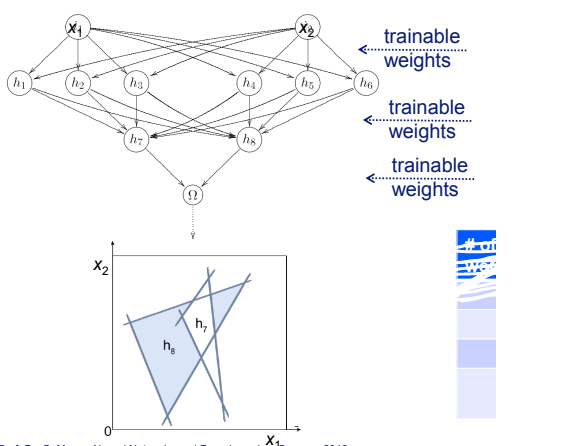 x₁ x₂
trainable
weights
h₁ h₂ h₃ h₄ h₅ h₆
trainable
weights
h₇ h₈
trainable
weights
Ω
# of
x₂
h₇
h₈
0
x₁